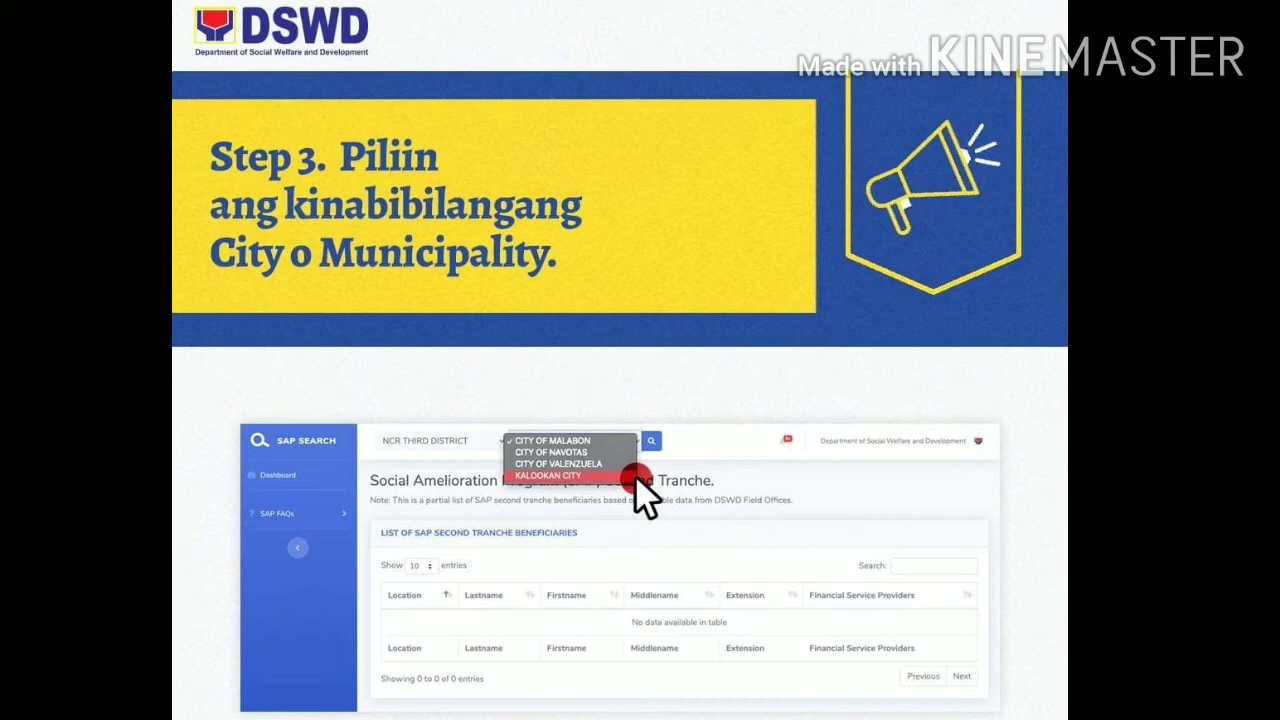 DSWD
Department of Social Welfare and Development
Made with KINEMASTER
Step 3. Piliin
ang kinabibilangang
City o Municipality.
SAP SEARCH
NCR THIRD DISTRICT
✓ CITY OF MALABON
CITY OF NAVOTAS
CITY OF VALENZUELA
KALOOKAN CITY
Department of Social Welfare and Development
Dashboard
? SAP FAQs
Social Amelioration Tranche.
Note: This is a partial list of SAP second tranche beneficiaries based data from DSWD Field Offices.
LIST OF SAP SECOND TRANCHE BENEFICIARIES
Show 10 entries
Search:
Location Lastname Firstname Middlename Extension Financial Service Providers
No data available in table
Location Lastname Firstname Middlename Extension Financial Service Providers
Showing 0 to 0 of 0 entries
Previous Next